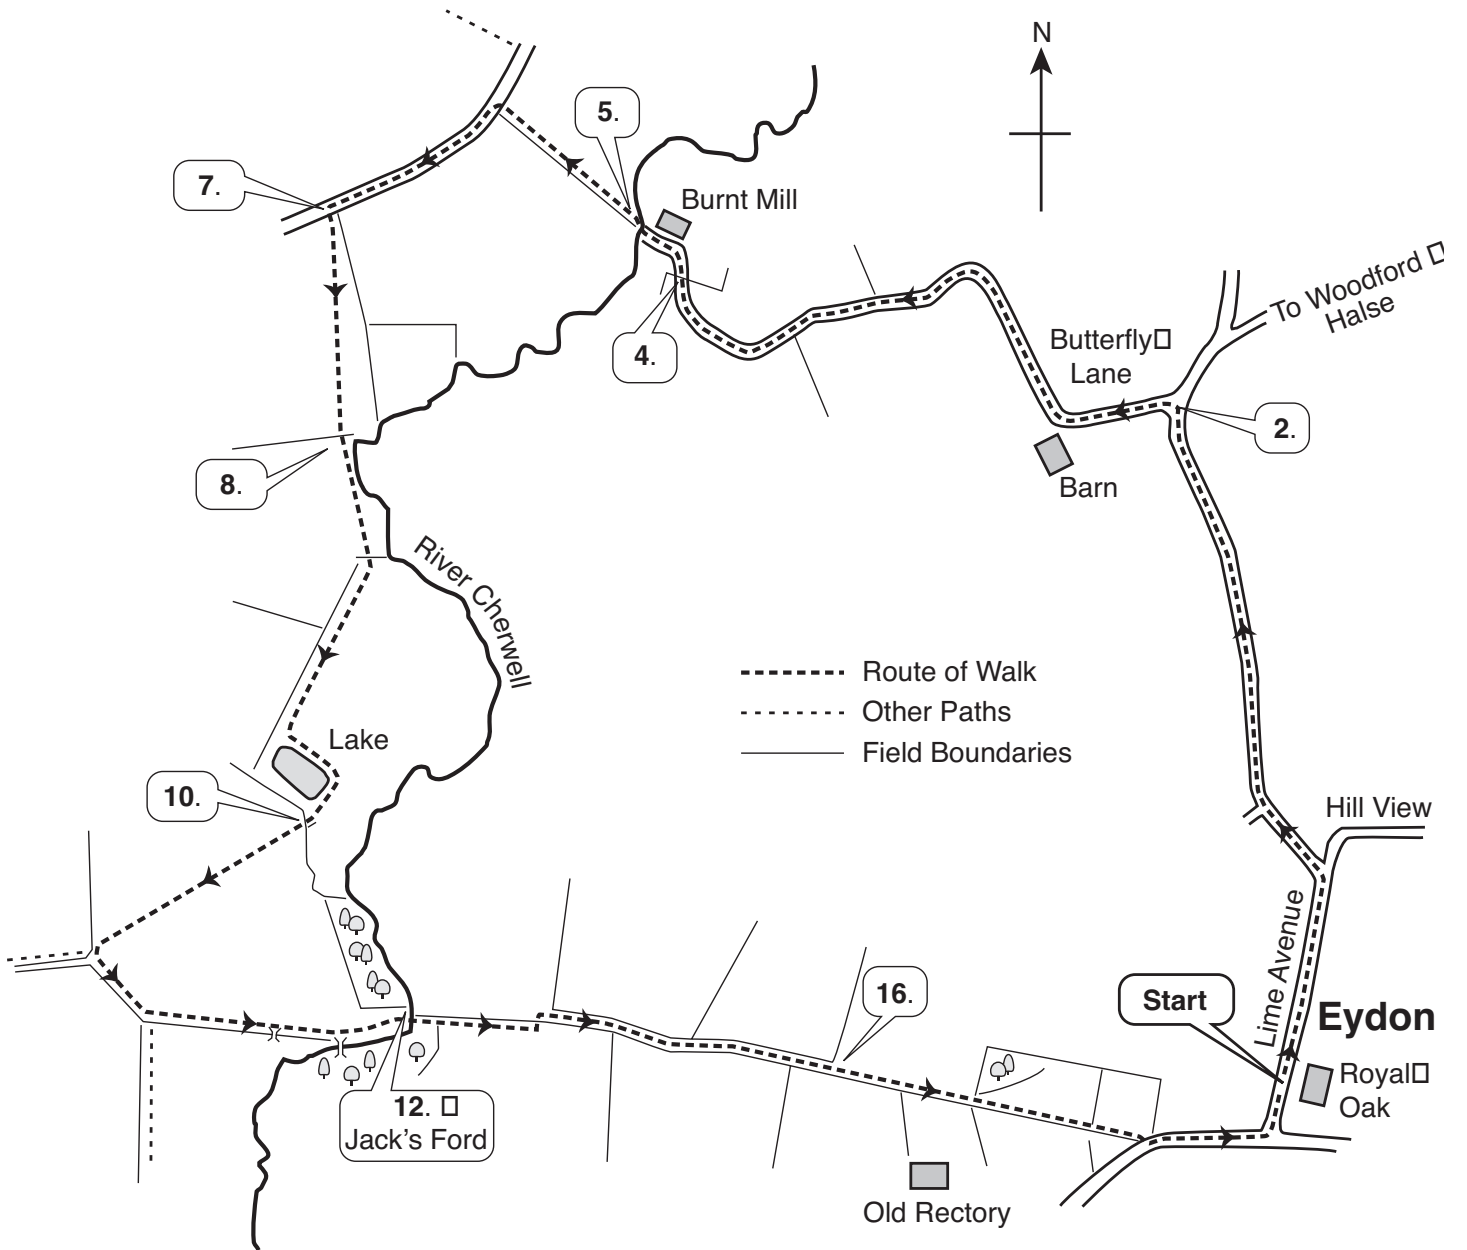 N
5.
7.
Burnt Mill
To Woodford
Halse
4.
Butterfly
Lane
2.
8.
Barn
River Cherwell
Route of Walk
Other Paths
Field Boundaries
Lake
10.
Hill View
Lime Avenue
16.
Start
Eydon
Royal
Oak
12.
Jack's Ford
Old Rectory